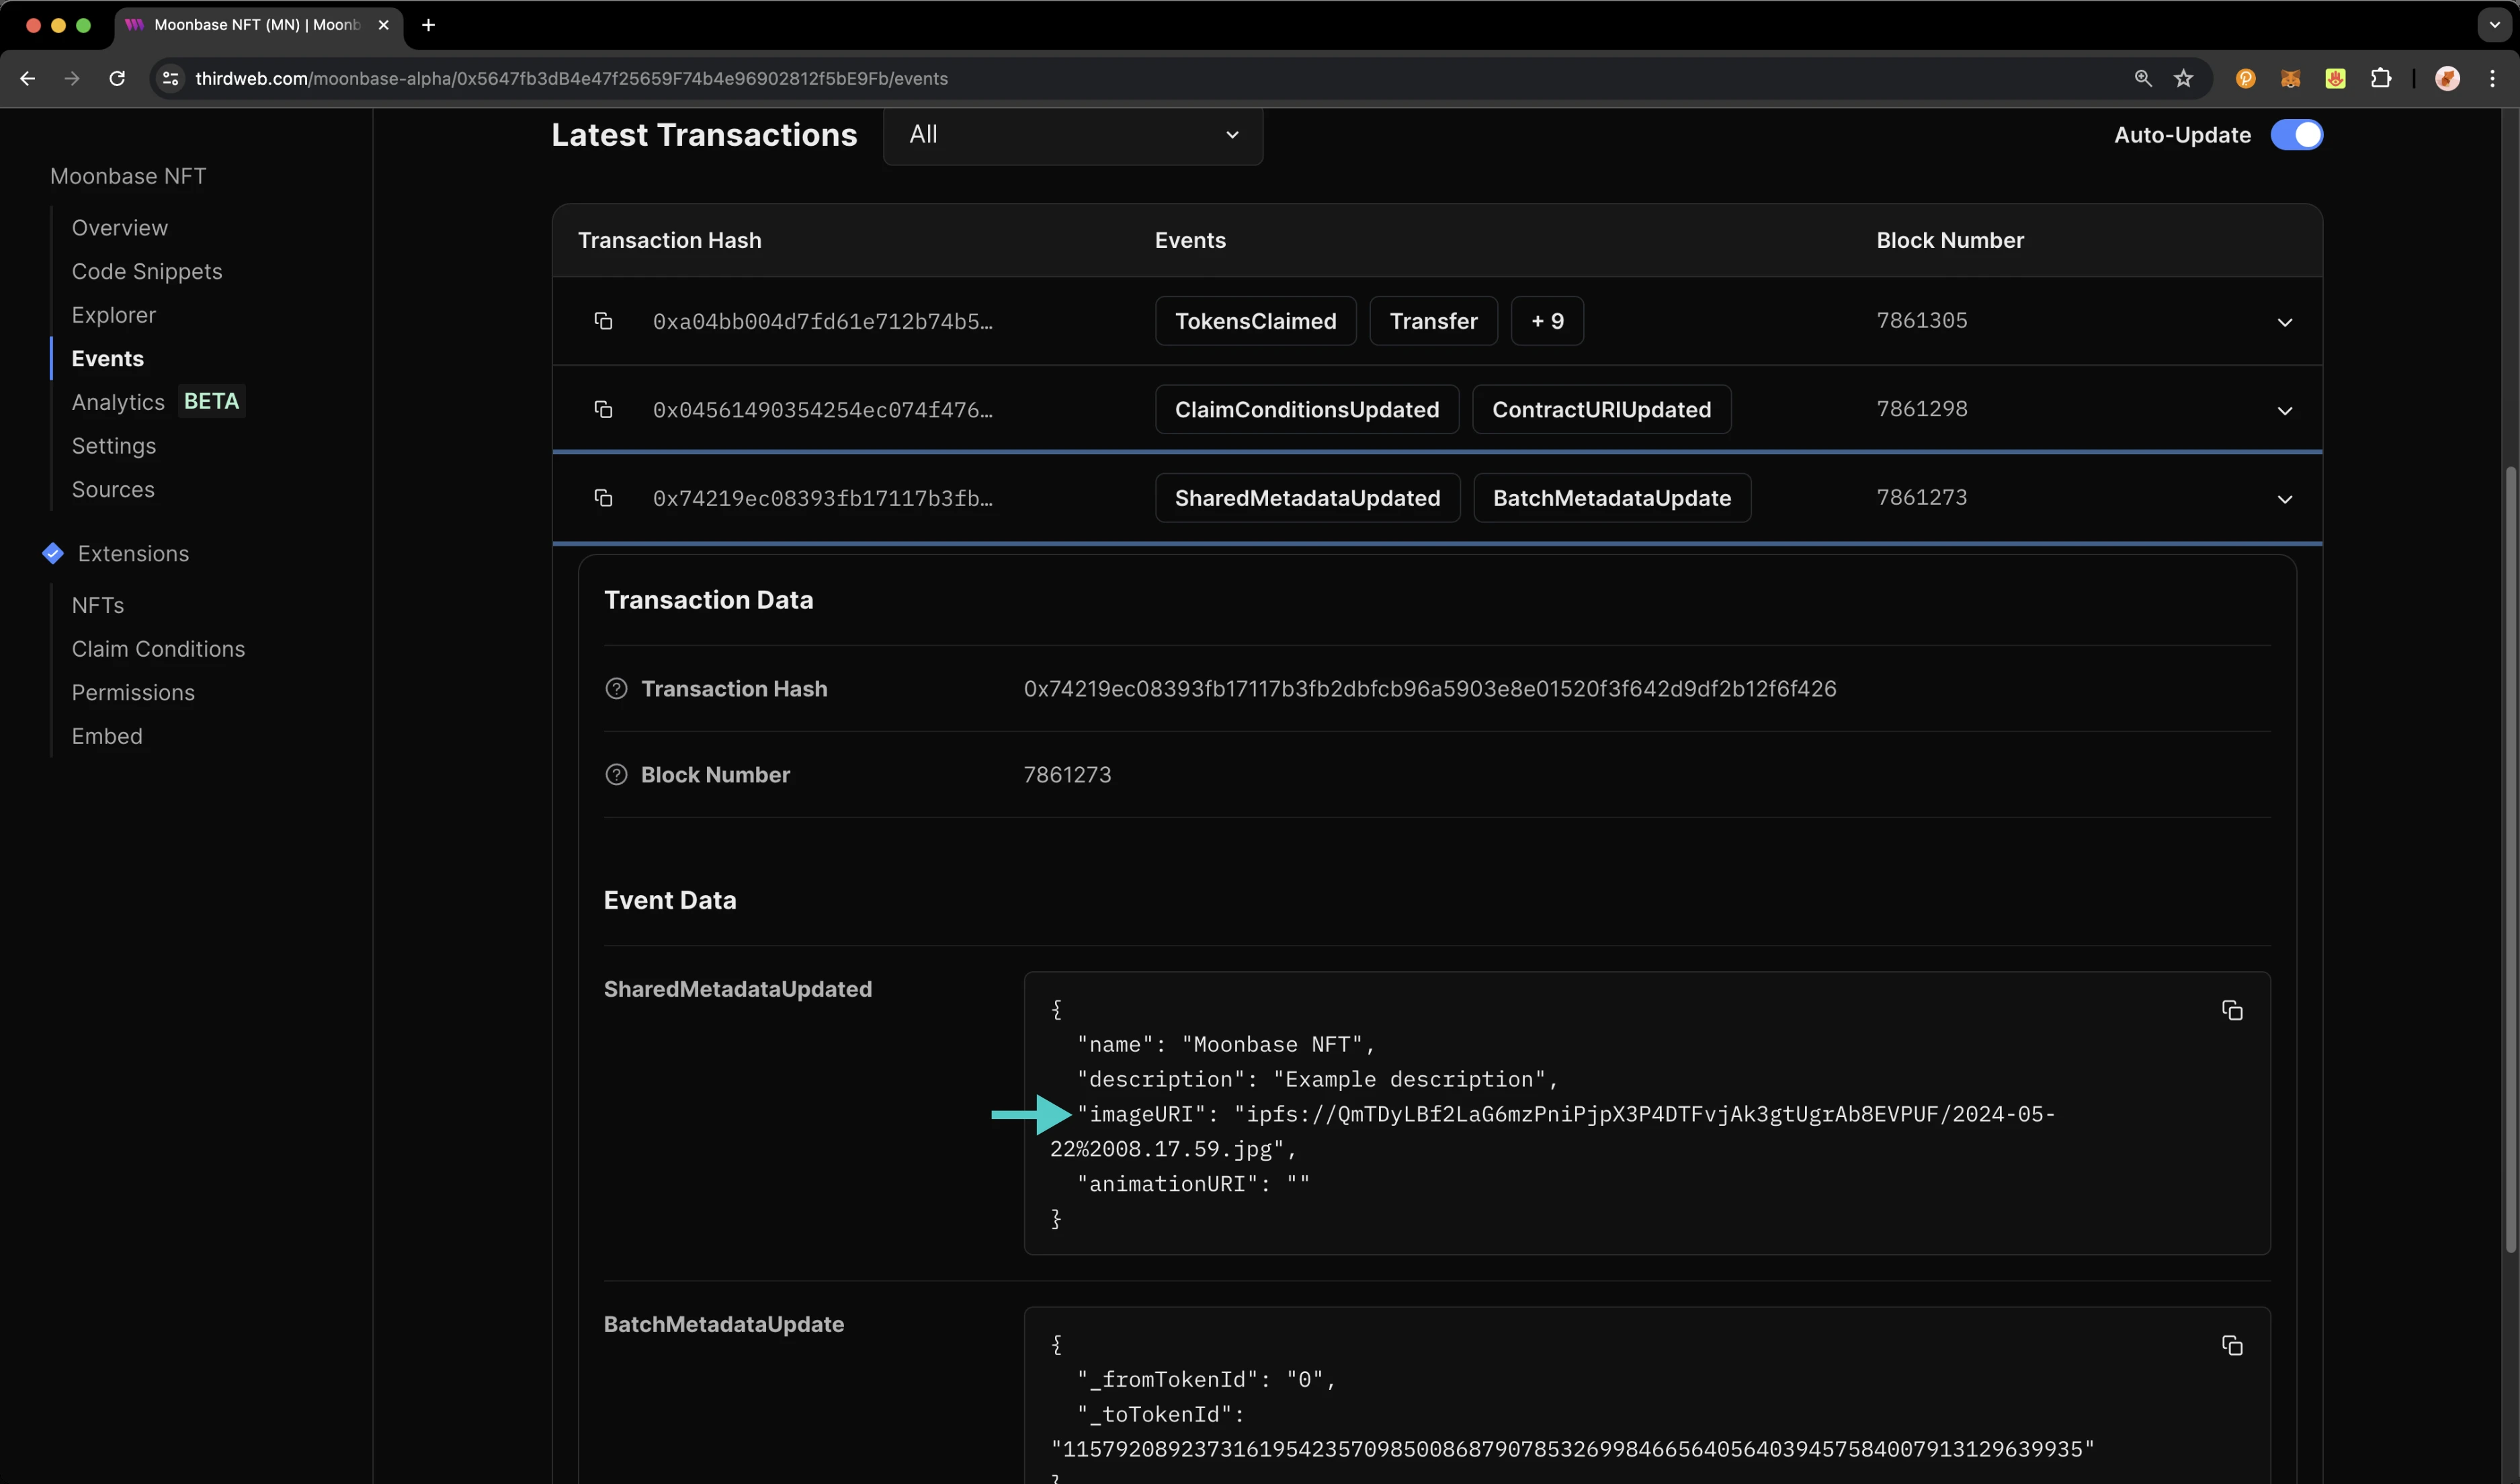 Moonbase NFT (MN) | Moonb
thirdweb.com/moonbase-alpha/0x5647fb3dB4e47f25659F74b4e96902812f5bE9Fb/events
Latest Transactions
All
Auto-Update
Moonbase NFT
Overview
Code Snippets
Explorer
Events
Analytics BETA
Settings
Sources
Extensions
NFTs
Claim Conditions
Permissions
Embed
Transaction Hash Events Block Number
0xa04bb004d7fd61e712b74b5... TokensClaimed Transfer + 9 7861305
0x04561490354254ec074f476... ClaimConditionsUpdated ContractURIUpdated 7861298
0x74219ec08393fb17117b3fb... SharedMetadataUpdated BatchMetadataUpdate 7861273
Transaction Data
Transaction Hash 0x74219ec08393fb17117b3fb2dbfcb96a5903e8e01520f3f642d9df2b12f6f426
Block Number 7861273
Event Data
SharedMetadataUpdated
{
"name": "Moonbase NFT",
"description": "Example description",
"imageURI": "ipfs://QmTDyLBf2LaG6mzPniPjpX3P4DTFvjAk3gtUgrAb8EVPUF/2024-05-
22%2008.17.59.jpg",
"animationURI": ""
}
BatchMetadataUpdate
{
"_fromTokenId": "0",
"_toTokenId":
"115792089237316195423570985008687907853269984665640564039457584007913129639935"
}